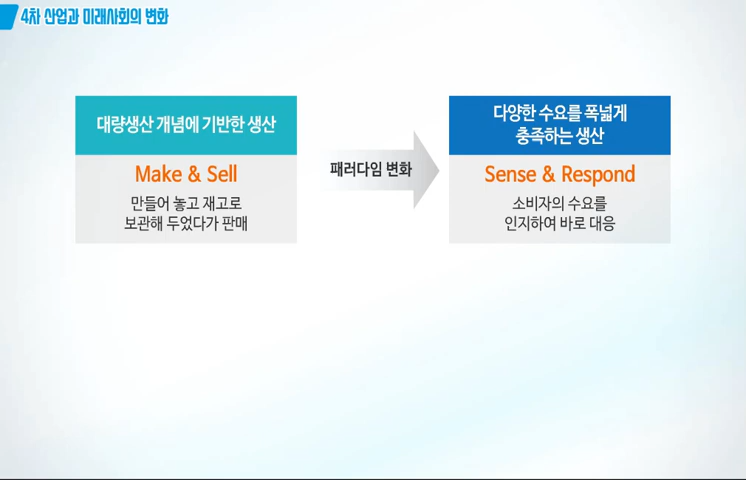 4차 산업과 미래사회의 변화
대량생산 개념에 기반한 생산
Make & Sell
만들어 놓고 재고로
보관해 두었다가 판매
패러다임 변화
다양한 수요를 폭넓게
충족하는 생산
Sense & Respond
소비자의 수요를
인지하여 바로 대응